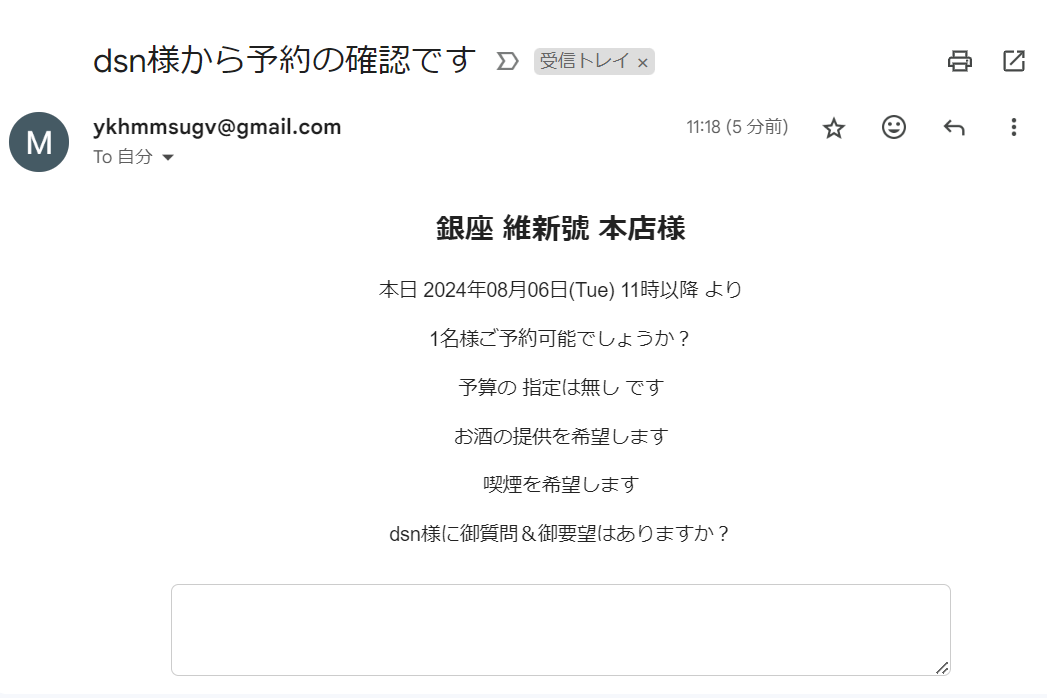 dsn様から予約の確認です
受信トレイ ×
M
ykhmmsugv@gmail.com
11:18 (5 分前)
To 自分
銀座 維新號 本店様
本日 2024年08月06日(Tue) 11時以降 より
1名様ご予約可能でしょうか？
予算の 指定は無し です
お酒の提供を希望します
喫煙を希望します
dsn様に御質問＆御要望はありますか？